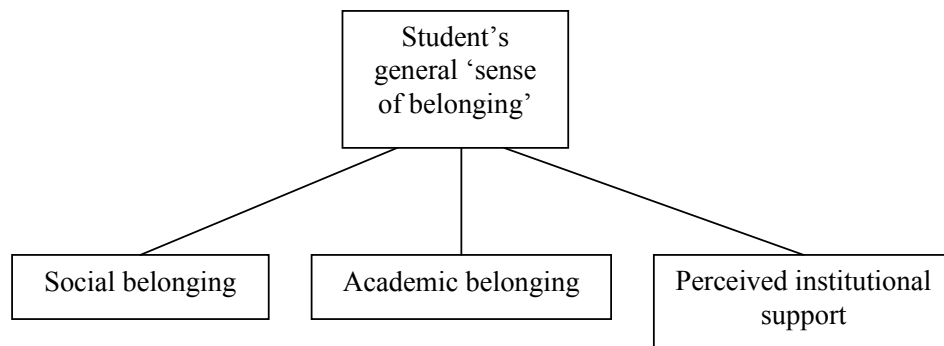 Student’s
general ‘sense
of belonging’
Social belonging
Academic belonging
Perceived institutional
support